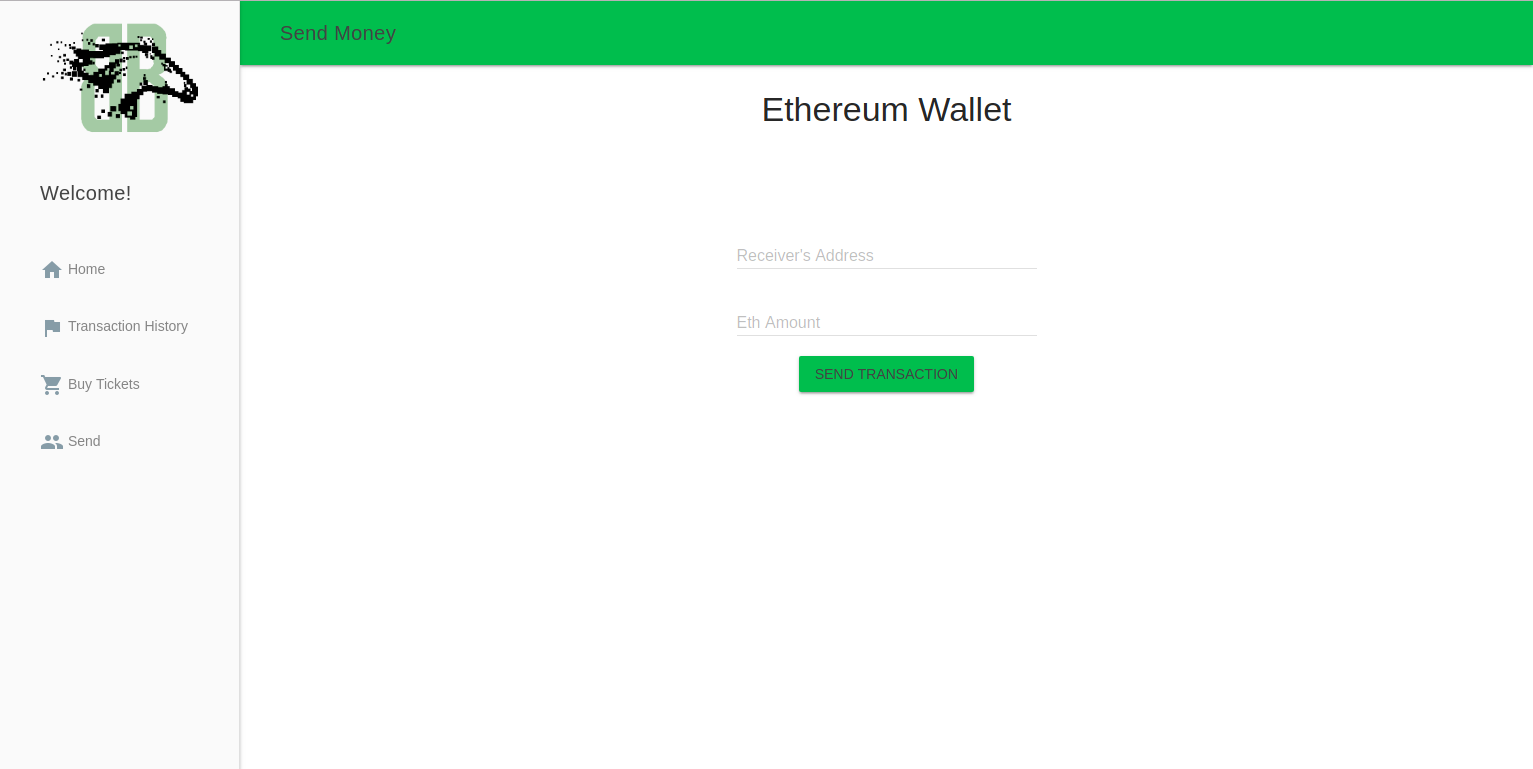 Send Money
Welcome!
Home
Transaction History
Buy Tickets
Send
Ethereum Wallet
Receiver's Address
Eth Amount
SEND TRANSACTION